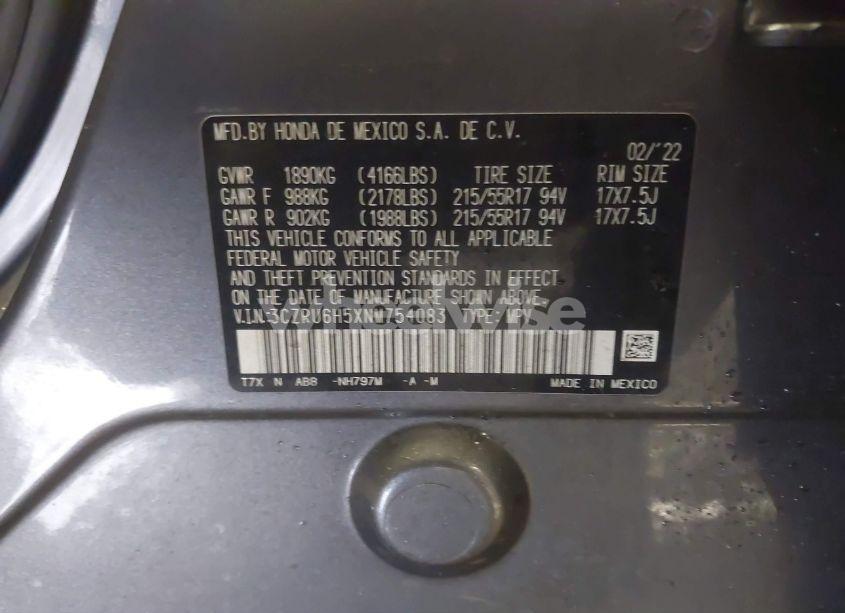 MFD.BY HONDA DE MEXICO S.A. DE C.V.
02/'22
GVWR 1890KG (4166LBS) TIRE SIZE RIM SIZE
GAWR F 988KG (2178LBS) 215/55R17 94V 17X7.5J
GAWR R 902KG (1988LBS) 215/55R17 94V 17X7.5J
THIS VEHICLE CONFORMS TO ALL APPLICABLE
FEDERAL MOTOR VEHICLE SAFETY
AND THEFT PREVENTION STANDARDS IN EFFECT
ON THE DATE OF MANUFACTURE SHOWN ABOVE.
V.I.N.:3CZRU6H5XNM754083 TYPE: MPV
wheelwise
T7X N AB8 -NH797M -A -M MADE IN MEXICO